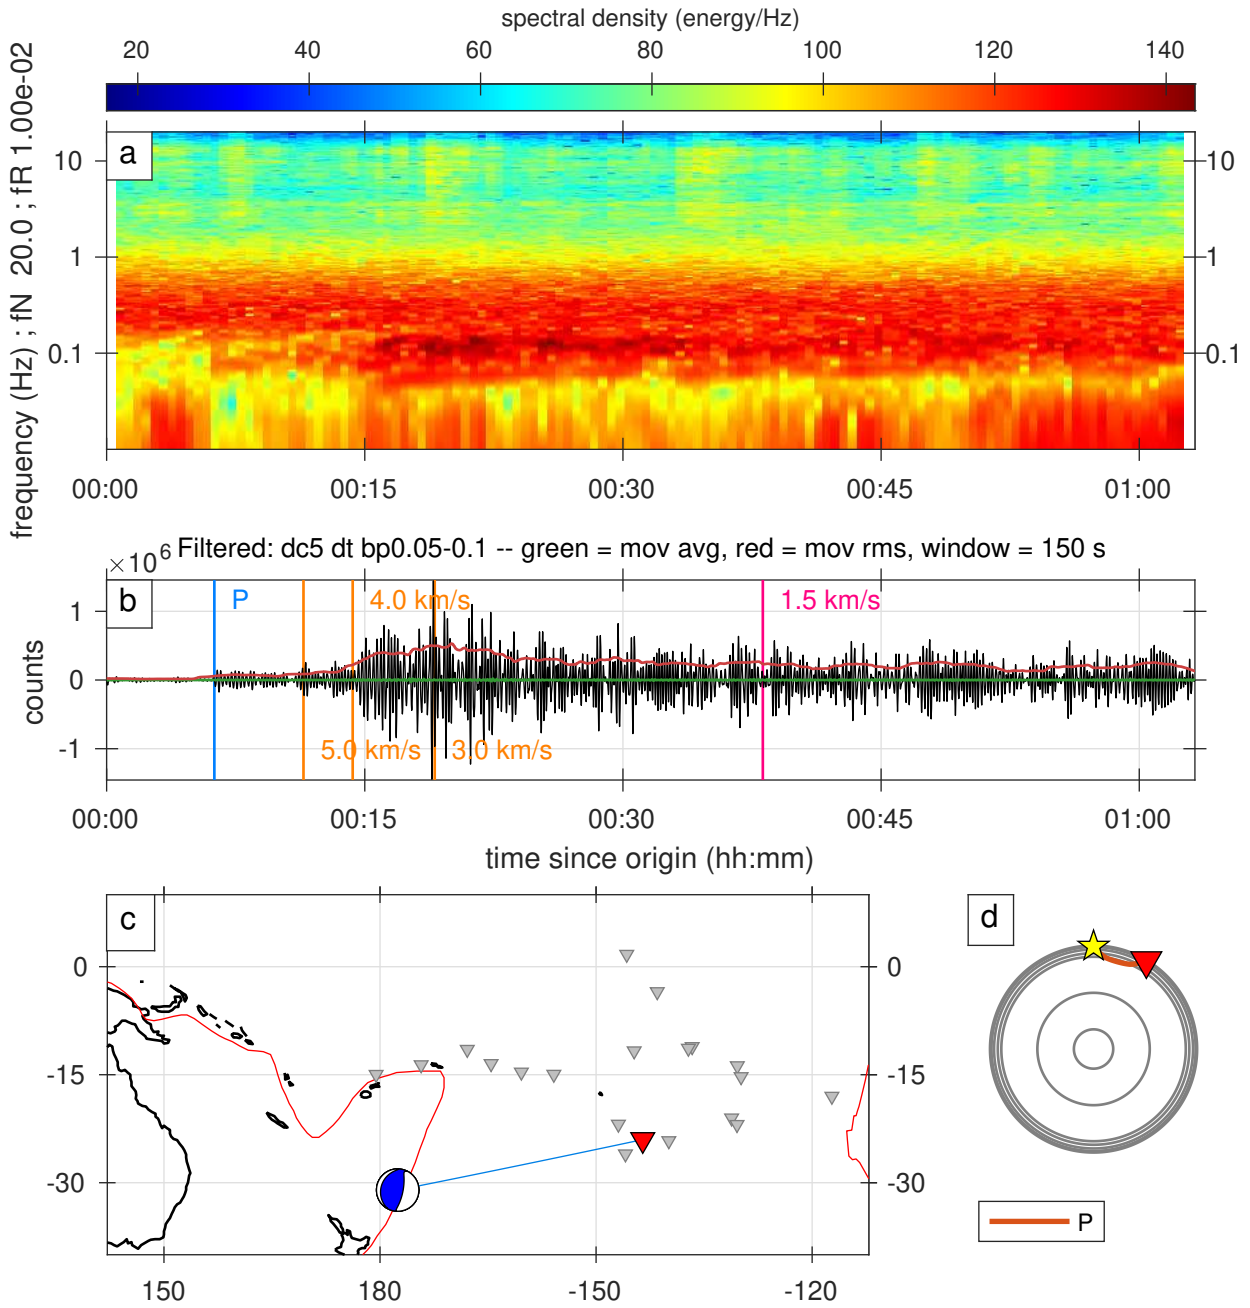 spectral density (energy/Hz)
20 40 60 80 100 120 140
frequency (Hz) ; fN 20.0 ; fR 1.00e-02
a
10 10
1 1
0.1 0.1
00:00 00:15 00:30 00:45 01:00
×10^6 Filtered: dc5 dt bp0.05-0.1 -- green = mov avg, red = mov rms, window = 150 s
b
P 4.0 km/s 1.5 km/s
counts
1
0
-1
5.0 km/s 3.0 km/s
00:00 00:15 00:30 00:45 01:00
time since origin (hh:mm)
c
d
0 0
-15 -15
-30 -30
P
150 180 -150 -120